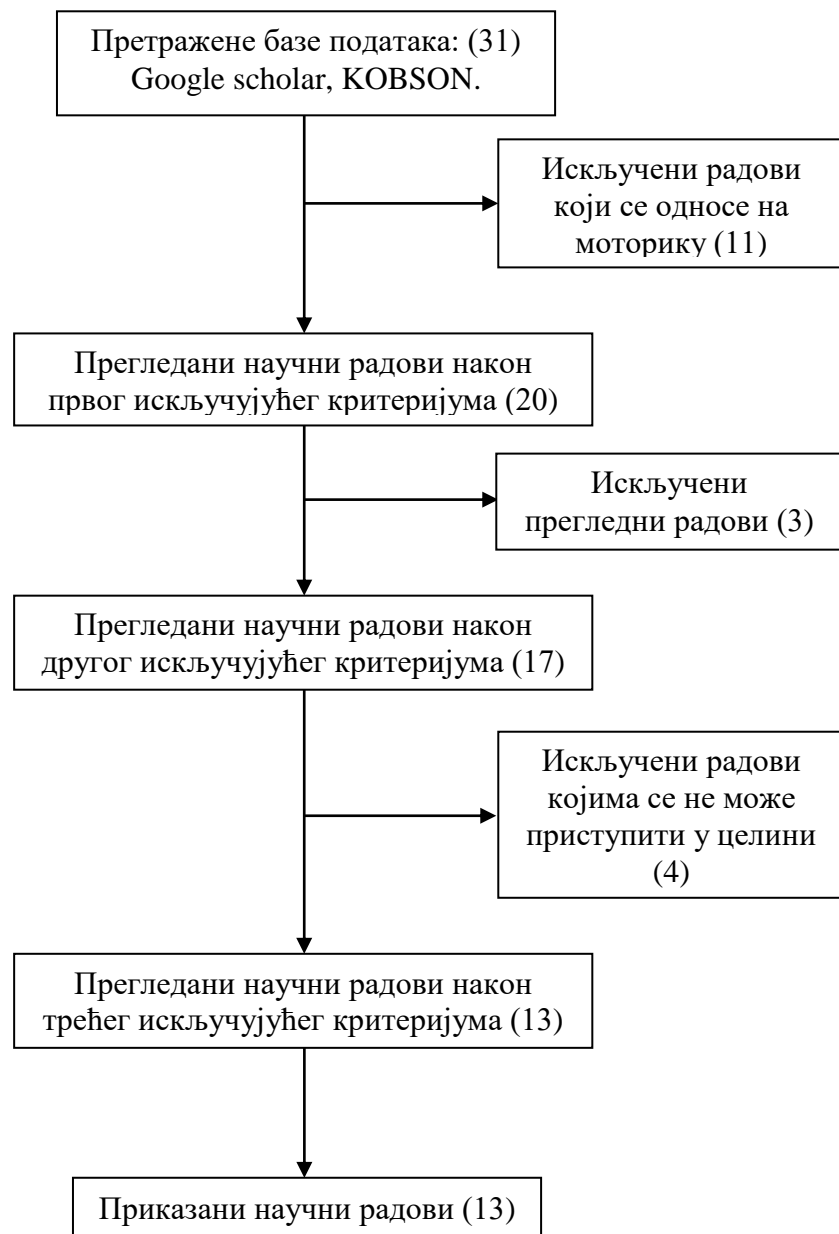 Претражене базе података: (31)
Google scholar, KOBSON.
Искључени радови
који се односе на
моторику (11)
Прегледани научни радови након
првог искључујућег критеријума (20)
Искључени
прегледни радови (3)
Прегледани научни радови након
другог искључујућег критеријума (17)
Искључени радови
којима се не може
приступити у целини
(4)
Прегледани научни радови након
трећег искључујућег критеријума (13)
Приказани научни радови (13)